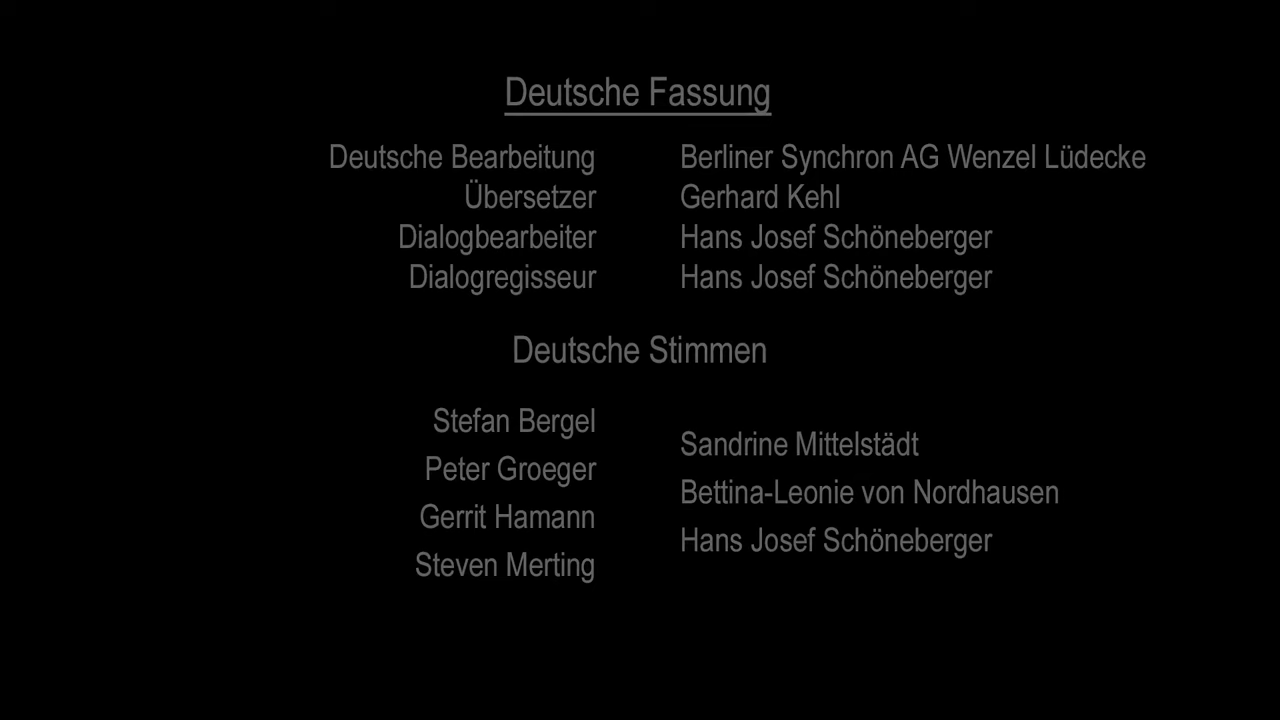 Deutsche Fassung
Deutsche Bearbeitung Berliner Synchron AG Wenzel Lüdecke
Übersetzer Gerhard Kehl
Dialogbearbeiter Hans Josef Schöneberger
Dialogregisseur Hans Josef Schöneberger
Deutsche Stimmen
Stefan Bergel
Peter Groeger
Gerrit Hamann
Steven Merting
Sandrine Mittelstädt
Bettina-Leonie von Nordhausen
Hans Josef Schöneberger